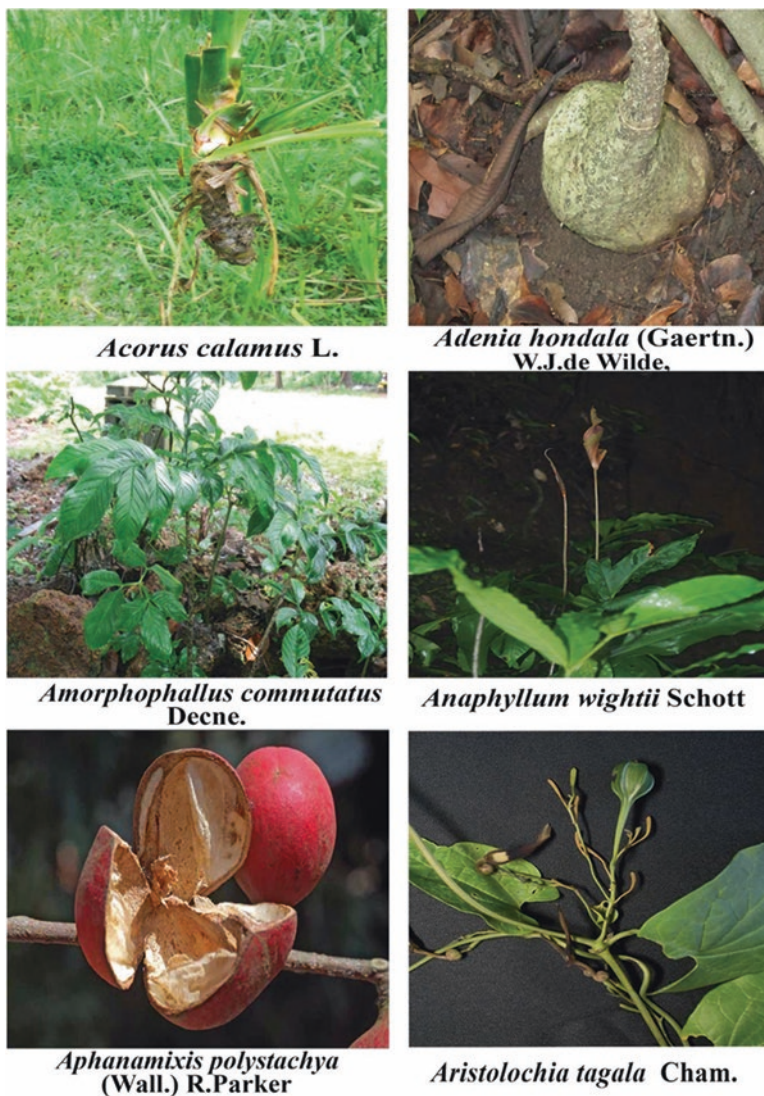 Acorus calamus L.
Adenia hondala (Gaertn.)
W.J.de Wilde,
Amorphophallus commutatus
Decne.
Anaphyllum wightii Schott
Aphanamixis polystachya
(Wall.) R.Parker
Aristolochia tagala Cham.